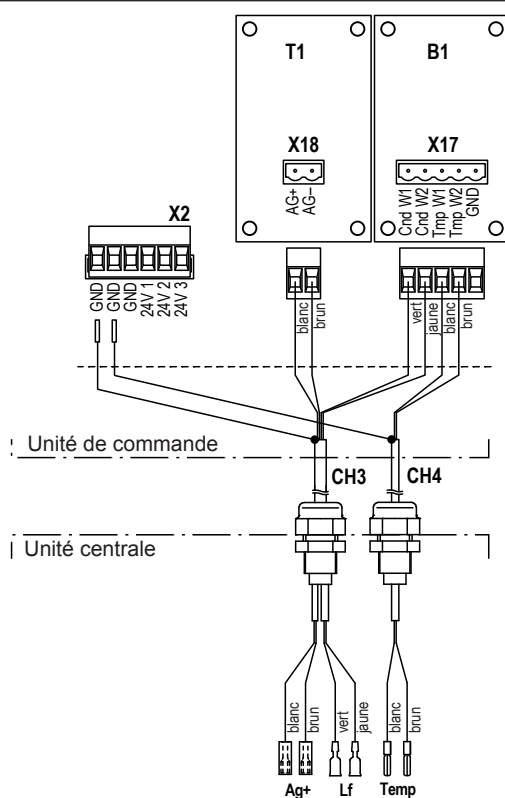 T1
B1
X18
X17
AG+
AG–
Cnd W1
Cnd W2
Tmp W1
Tmp W2
GND
X2
GND
GND
GND
24V 1
24V 2
24V 3
blanc
brun
vert
jaune
blanc
brun
Unité de commande
CH3
CH4
Unité centrale
blanc
brun
vert
jaune
blanc
brun
Ag+
Lf
Temp